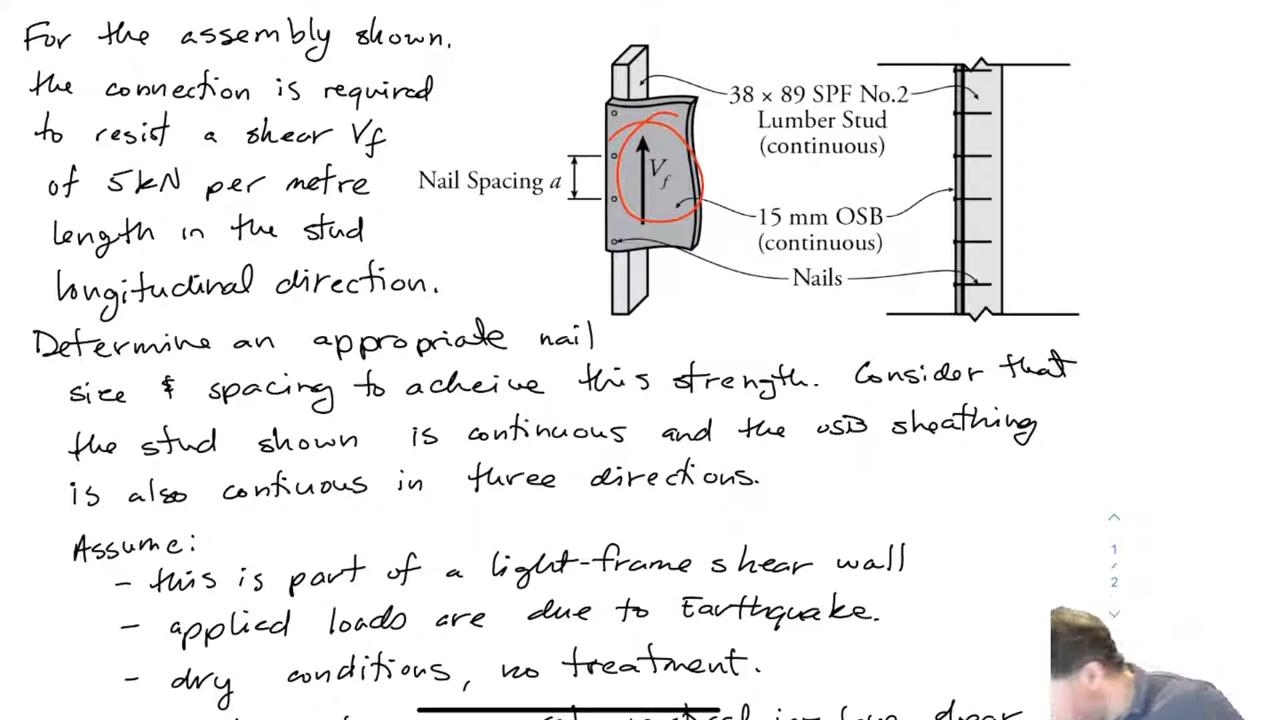 For the assembly shown.
the connection is required
to resist a shear Vf
of 5kN per metre
length in the stud
longitudinal direction.
38 × 89 SPF No.2
Lumber Stud
(continuous)
Vf
Nail Spacing a
15 mm OSB
(continuous)
Nails
Determine an appropriate nail
size & spacing to acheive this strength. Consider that
the stud shown is continuous and the OSB sheathing
is also contiuous in three directions.
Assume:
- this is part of a light-frame shear wall
- applied loads are due to Earthquake.
- dry conditions, no treatment.
1
/
2